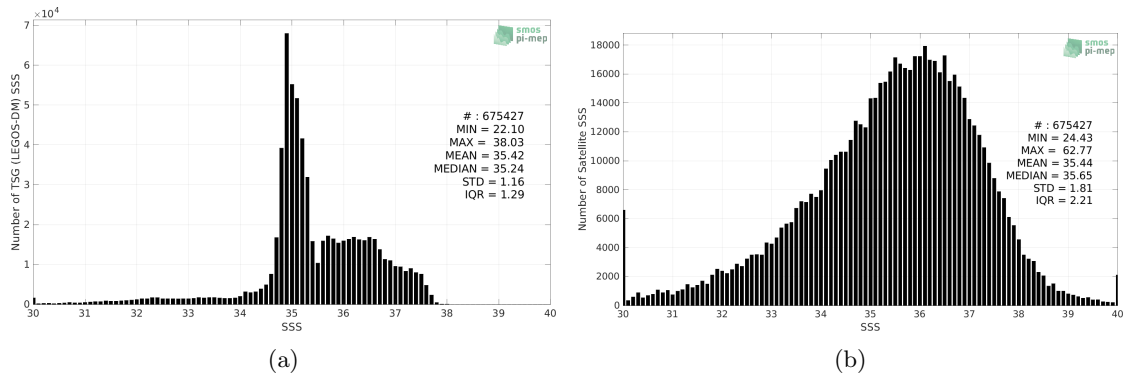 ×10⁴
7
6
5
4
3
2
1
0
Number of TSG (LEGOS-DM) SSS
30 31 32 33 34 35 36 37 38 39 40
SSS
smos
pi-mep
# : 675427
MIN = 22.10
MAX = 38.03
MEAN = 35.42
MEDIAN = 35.24
STD = 1.16
IQR = 1.29
(a)
18000
16000
14000
12000
10000
8000
6000
4000
2000
0
Number of Satellite SSS
30 31 32 33 34 35 36 37 38 39 40
SSS
smos
pi-mep
# : 675427
MIN = 24.43
MAX = 62.77
MEAN = 35.44
MEDIAN = 35.65
STD = 1.81
IQR = 2.21
(b)